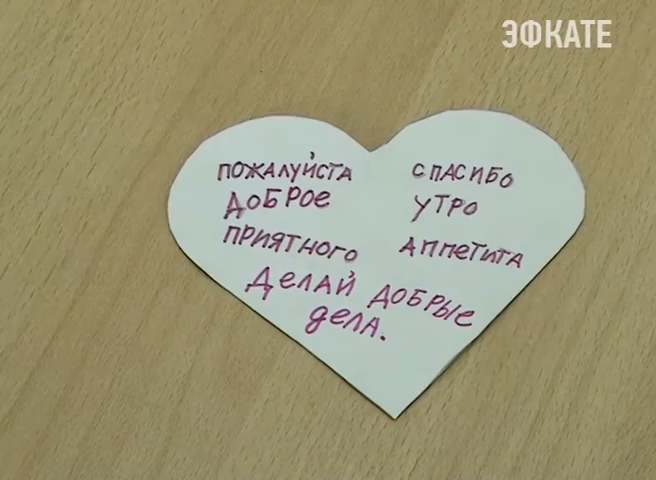 ЭФКАТЕ
ПОЖАЛУЙСТА СПАСИБО
ДОБРОЕ УТРО
ПРИЯТНОГО АППЕТИТА
ДЕЛАЙ ДОБРЫЕ
дела.